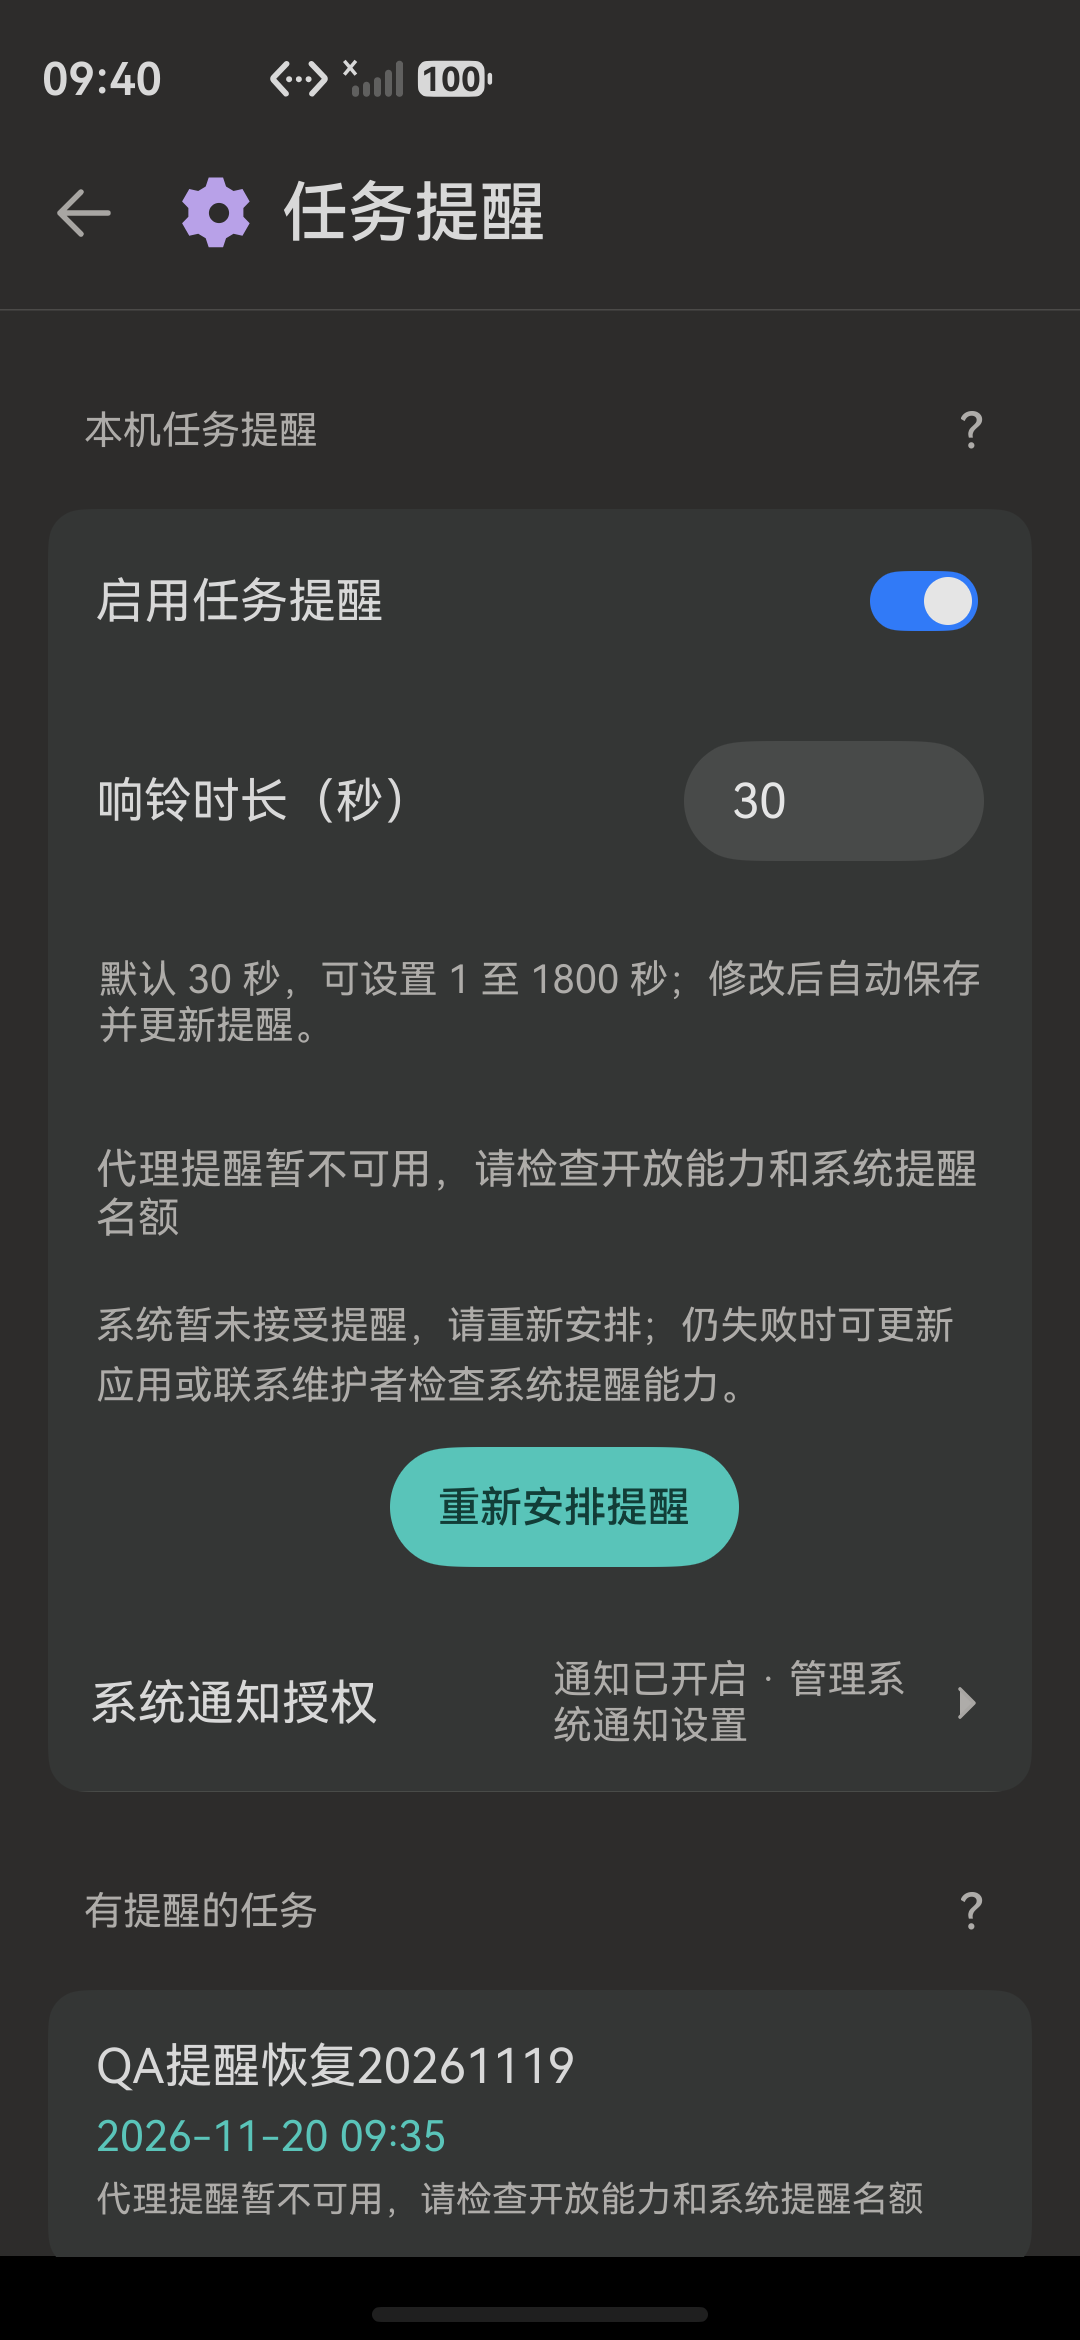 09:40
100
任务提醒
本机任务提醒
?
启用任务提醒
响铃时长（秒）
30
默认 30 秒，可设置 1 至 1800 秒；修改后自动保存
并更新提醒。
代理提醒暂不可用，请检查开放能力和系统提醒
名额
系统暂未接受提醒，请重新安排；仍失败时可更新
应用或联系维护者检查系统提醒能力。
重新安排提醒
系统通知授权
通知已开启 · 管理系
统通知设置
有提醒的任务
?
QA提醒恢复20261119
2026-11-20 09:35
代理提醒暂不可用，请检查开放能力和系统提醒名额